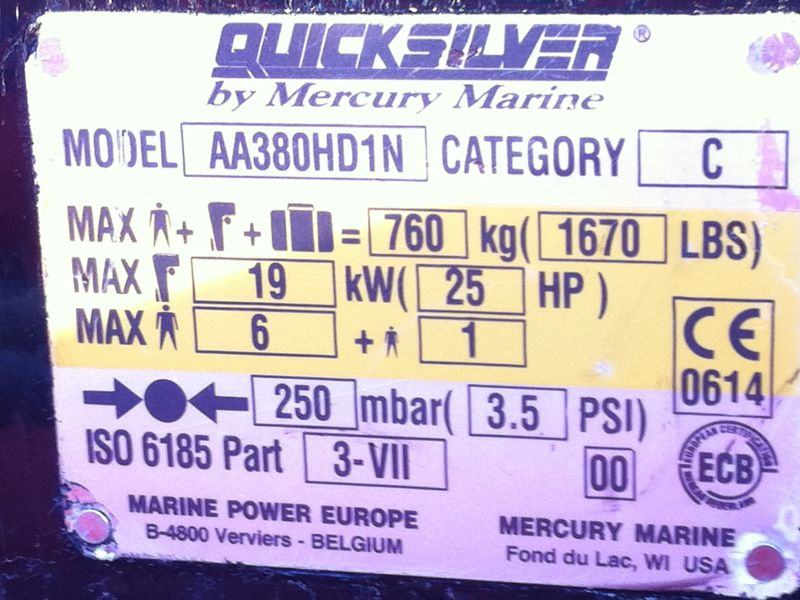 QUICKSILVER®
by Mercury Marine
MODEL AA380HD1N CATEGORY C
MAX + + = 760 kg( 1670 LBS)
MAX 19 kW( 25 HP )
MAX 6 + 1
CE
0614
250 mbar( 3.5 PSI)
ISO 6185 Part 3-VII 00
EUROPEAN CERTIFICATION
ECB
MARINE POWER EUROPE
B-4800 Verviers - BELGIUM
MERCURY MARINE
Fond du Lac, WI USA